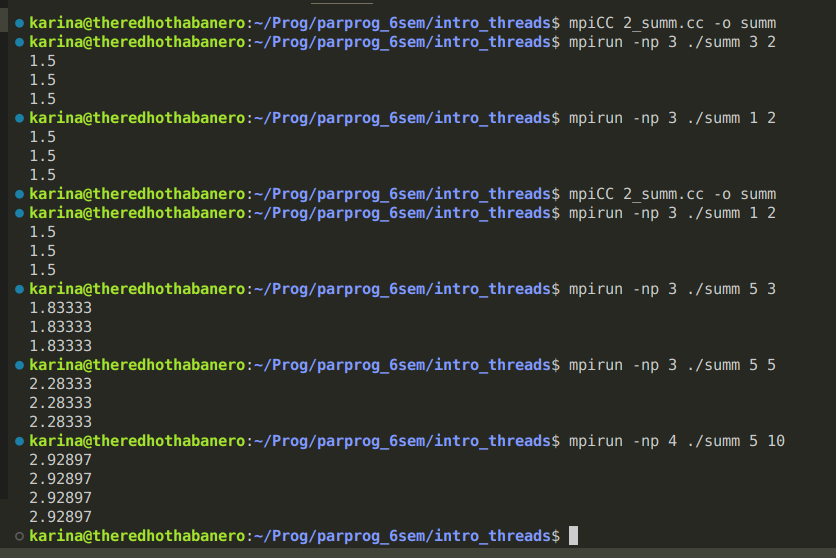 karina@theredhothabanero:~/Prog/parprog_6sem/intro_threads$ mpiCC 2_summ.cc -o summ
karina@theredhothabanero:~/Prog/parprog_6sem/intro_threads$ mpirun -np 3 ./summ 3 2
1.5
1.5
1.5
karina@theredhothabanero:~/Prog/parprog_6sem/intro_threads$ mpirun -np 3 ./summ 1 2
1.5
1.5
1.5
karina@theredhothabanero:~/Prog/parprog_6sem/intro_threads$ mpiCC 2_summ.cc -o summ
karina@theredhothabanero:~/Prog/parprog_6sem/intro_threads$ mpirun -np 3 ./summ 1 2
1.5
1.5
1.5
karina@theredhothabanero:~/Prog/parprog_6sem/intro_threads$ mpirun -np 3 ./summ 5 3
1.83333
1.83333
1.83333
karina@theredhothabanero:~/Prog/parprog_6sem/intro_threads$ mpirun -np 3 ./summ 5 5
2.28333
2.28333
2.28333
karina@theredhothabanero:~/Prog/parprog_6sem/intro_threads$ mpirun -np 4 ./summ 5 10
2.92897
2.92897
2.92897
2.92897
karina@theredhothabanero:~/Prog/parprog_6sem/intro_threads$